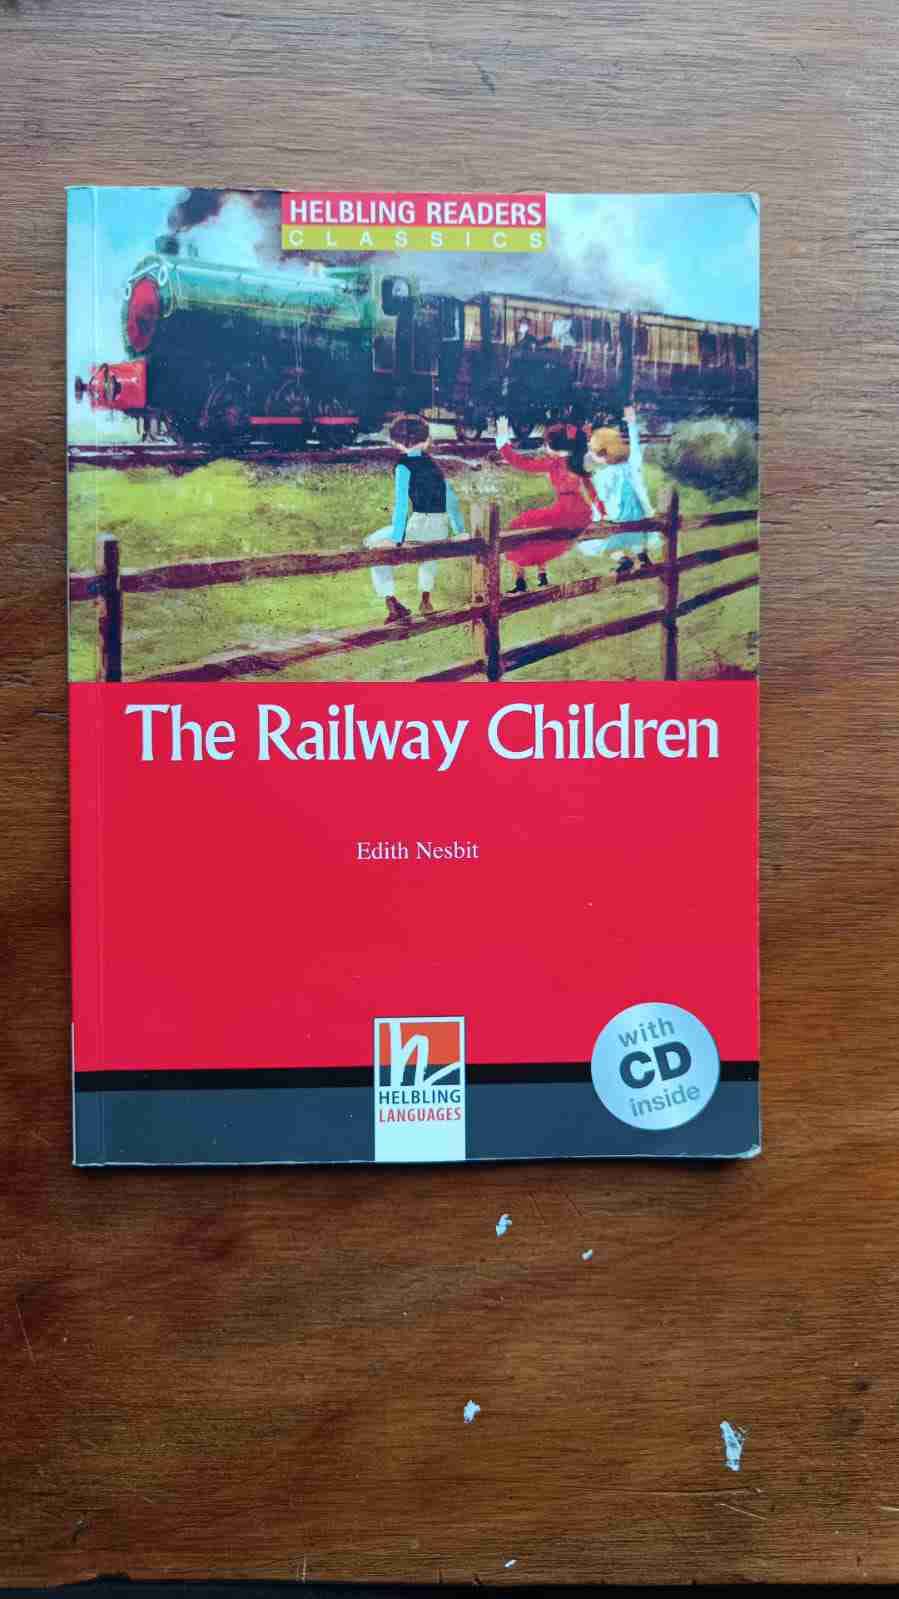 HELBLING READERS
CLASSICS
The Railway Children
Edith Nesbit
with
CD
inside
h
HELBLING
LANGUAGES